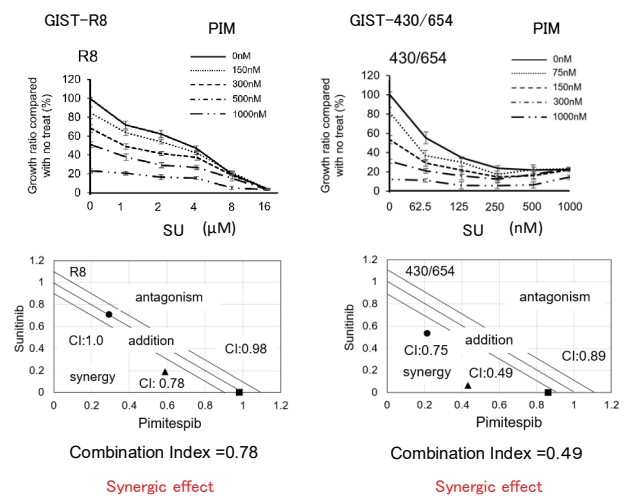 GIST-R8
PIM
R8
0nM
150nM
300nM
500nM
1000nM
Growth ratio compared
with no treat (%)
120
100
80
60
40
20
0
0 1 2 4 8 16
SU (μM)
GIST-430/654
PIM
430/654
0nM
75nM
150nM
300nM
1000nM
Growth ratio compared
with no treat (%)
120
100
80
60
40
20
0
0 62.5 125 250 500 1000
SU (nM)
1.2
1
0.8
0.6
0.4
0.2
0
Sunitinib
R8
antagonism
CI:1.0
addition
CI:0.98
synergy
CI: 0.78
0 0.2 0.4 0.6 0.8 1 1.2
Pimitespib
Combination Index =0.78
Synergic effect
1.2
1
0.8
0.6
0.4
0.2
0
Sunitinib
430/654
antagonism
addition
CI:0.75
CI:0.89
synergy
CI:0.49
0 0.2 0.4 0.6 0.8 1 1.2
Pimitespib
Combination Index =0.49
Synergic effect